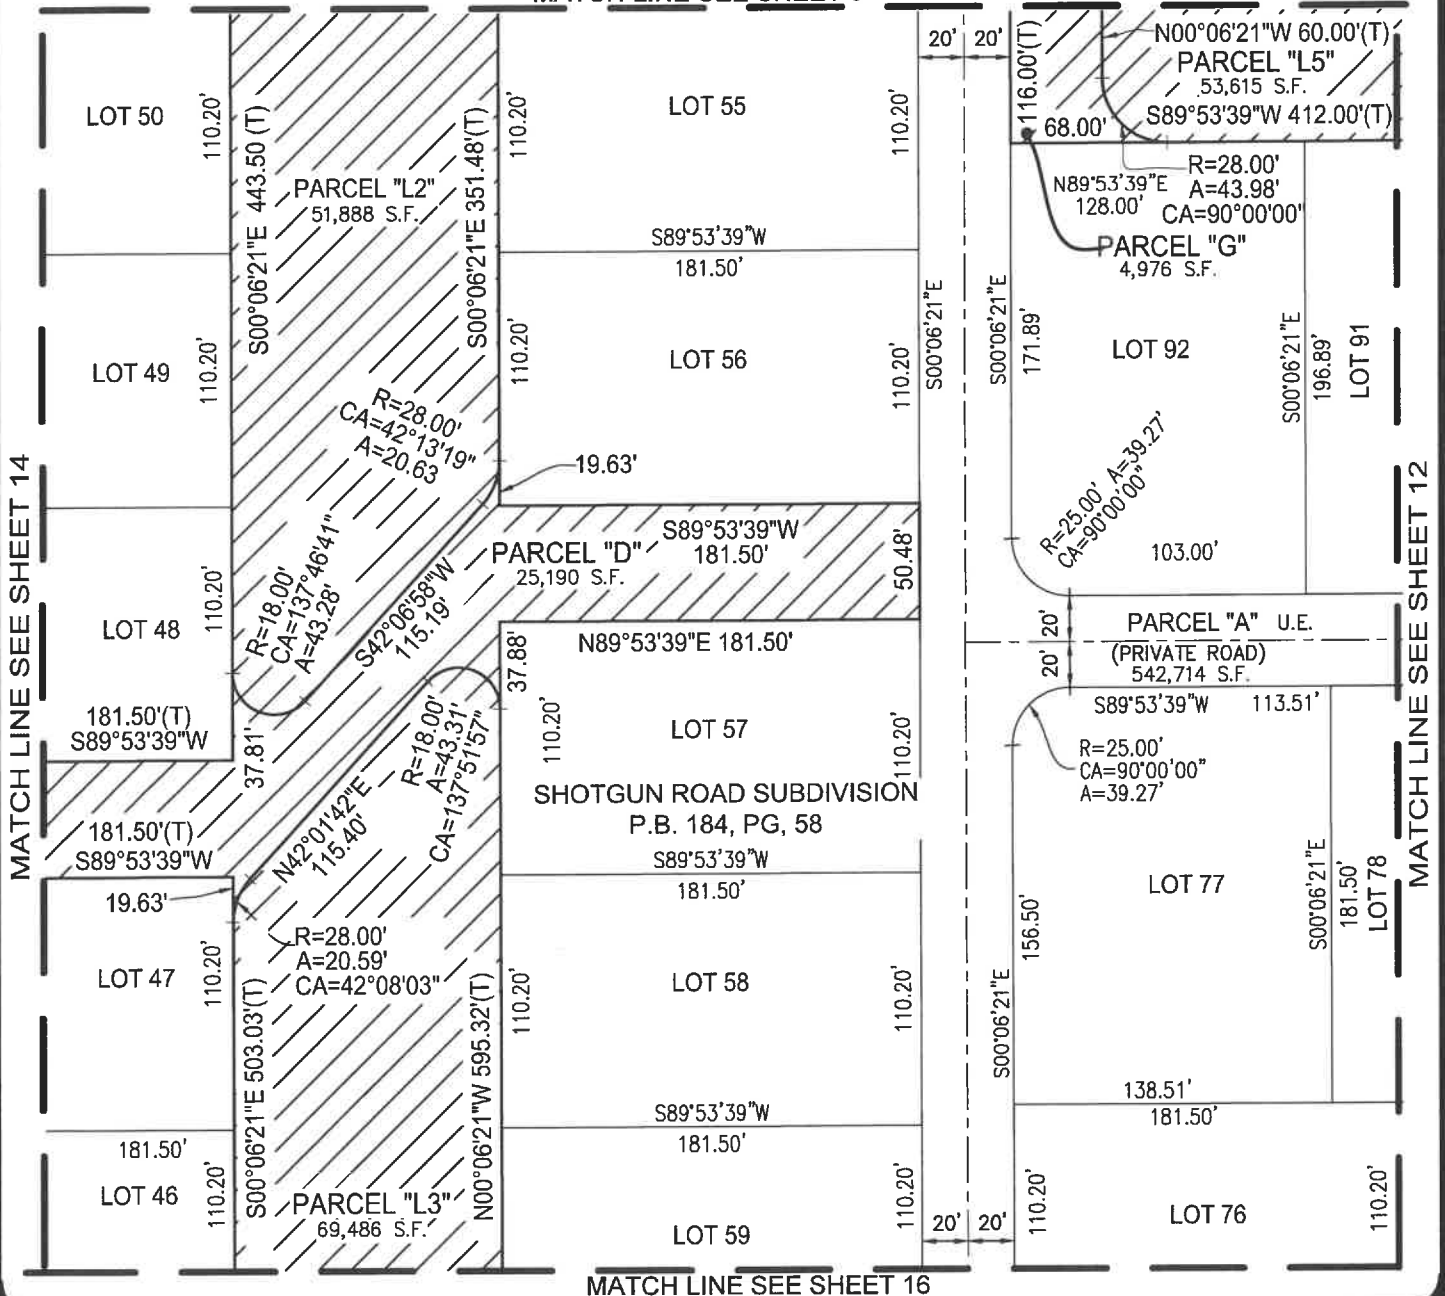 20'
20'
116.00'(T)
N00°06'21"W 60.00'(T)
PARCEL "L5"
53,615 S.F.
S89°53'39"W 412.00'(T)
68.00'
R=28.00'
A=43.98'
CA=90°00'00"
N89°53'39"E
128.00'
PARCEL "G"
4,976 S.F.
LOT 50
110.20'
S00°06'21"E 443.50 (T)
PARCEL "L2"
51,888 S.F.
S00°06'21"E 351.48'(T)
110.20'
LOT 55
110.20'
S89°53'39"W
181.50'
LOT 49
110.20'
110.20'
LOT 56
110.20'
S00°06'21"E
S00°06'21"E
171.89'
LOT 92
S00°06'21"E
196.89'
LOT 91
R=28.00'
CA=42°13'19"
A=20.63
19.63'
R=25.00' A=39.27'
CA=90°00'00"
103.00'
MATCH LINE SEE SHEET 14
MATCH LINE SEE SHEET 12
LOT 48
110.20'
R=18.00'
CA=137°46'41"
A=43.28'
S42°06'58"W
115.19'
PARCEL "D"
25,190 S.F.
S89°53'39"W
181.50'
50.48'
N89°53'39"E 181.50'
20'
20'
PARCEL "A" U.E.
(PRIVATE ROAD)
542,714 S.F.
S89°53'39"W 113.51'
R=25.00'
CA=90°00'00"
A=39.27'
181.50'(T)
S89°53'39"W
37.81'
37.88'
110.20'
LOT 57
110.20'
R=18.00'
A=43.31'
CA=137°51'57"
SHOTGUN ROAD SUBDIVISION
P.B. 184, PG, 58
S89°53'39"W
181.50'
181.50'(T)
S89°53'39"W
N42°01'42"E
115.40'
19.63'
R=28.00'
A=20.59'
CA=42°08'03"
LOT 47
110.20'
S00°06'21"E 503.03'(T)
N00°06'21"W 595.32'(T)
110.20'
LOT 58
110.20'
S00°06'21"E
156.50'
LOT 77
S00°06'21"E
181.50'
LOT 78
138.51'
181.50'
S89°53'39"W
181.50'
181.50'
LOT 46
110.20'
PARCEL "L3"
69,486 S.F.
LOT 59
110.20'
20'
20'
110.20'
LOT 76
110.20'
MATCH LINE SEE SHEET 16